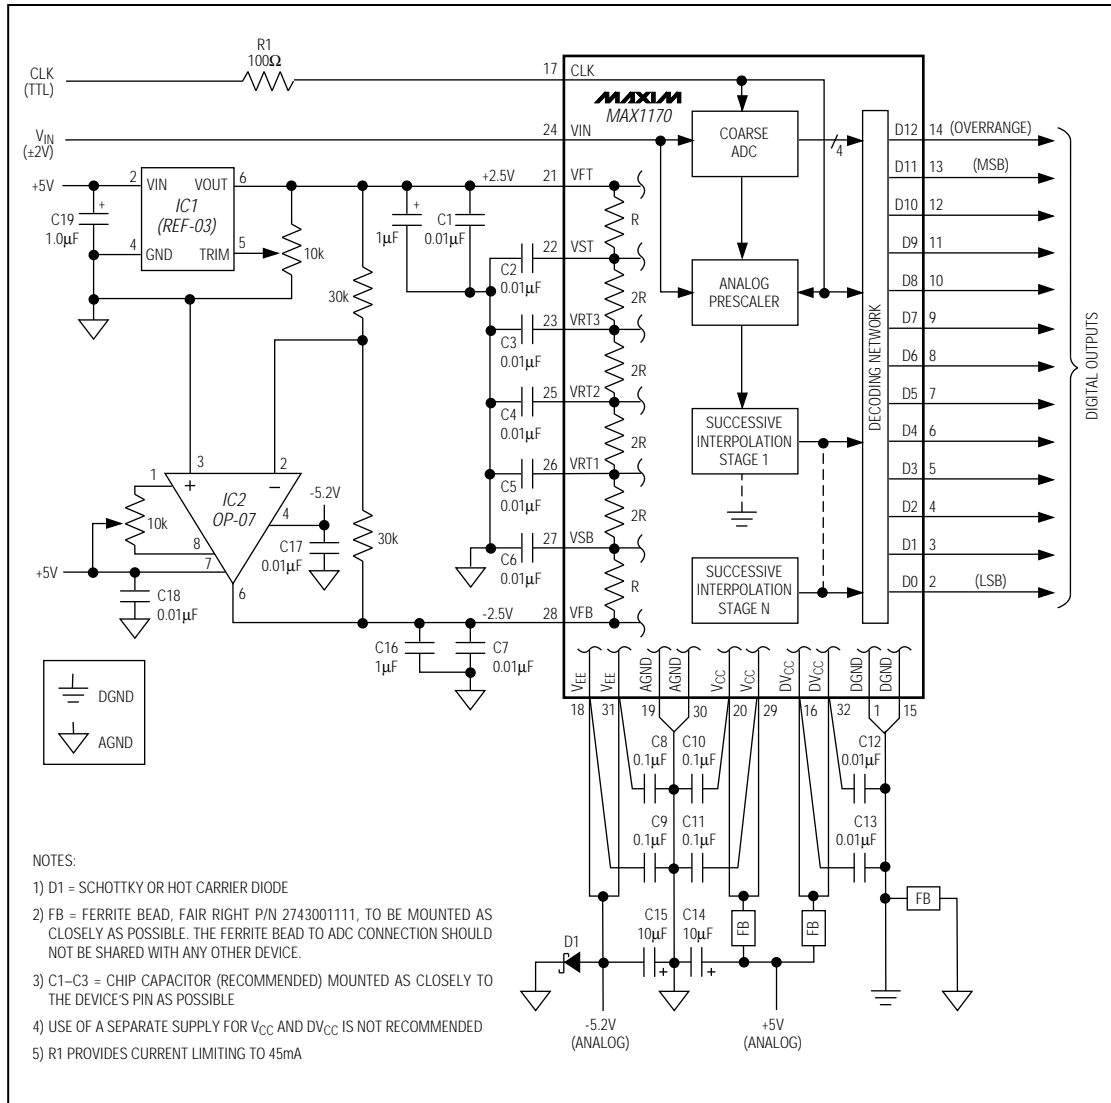 R1
100Ω
CLK
(TTL)
17
CLK
MAXIM
MAX1170
VIN
(±2V)
24
VIN
COARSE
ADC
4
+5V
2
VIN
VOUT
6
IC1
(REF-03)
4
GND
TRIM
5
C19
1.0µF
+
10k
30k
+
1µF
C1
0.01µF
+2.5V
21
VFT
R
C2
0.01µF
22
VST
2R
ANALOG
PRESCALER
C3
0.01µF
23
VRT3
2R
C4
0.01µF
25
VRT2
2R
SUCCESSIVE
INTERPOLATION
STAGE 1
C5
0.01µF
26
VRT1
2R
C6
0.01µF
27
VSB
R
SUCCESSIVE
INTERPOLATION
STAGE N
1
3
2
+
−
IC2
OP-07
10k
8
7
4
6
-5.2V
C17
0.01µF
30k
+5V
C18
0.01µF
-2.5V
28
VFB
C16
1µF
C7
0.01µF
DECODING NETWORK
D12 14 (OVERRANGE)
D11 13 (MSB)
D10 12
D9 11
D8 10
D7 9
D6 8
D5 7
D4 6
D3 5
D2 4
D1 3
D0 2 (LSB)
DIGITAL OUTPUTS
DGND
AGND
VEE
VEE
AGND
AGND
VCC
VCC
DVCC
DVCC
DGND
DGND
18
31
19
30
20
29
16
32
1
15
C8
0.1µF
C10
0.1µF
C12
0.01µF
C9
0.1µF
C11
0.1µF
C13
0.01µF
C15
10µF
+
C14
10µF
+
FB
FB
FB
D1
-5.2V
(ANALOG)
+5V
(ANALOG)
NOTES:
1) D1 = SCHOTTKY OR HOT CARRIER DIODE
2) FB = FERRITE BEAD, FAIR RIGHT P/N 2743001111, TO BE MOUNTED AS
CLOSELY AS POSSIBLE. THE FERRITE BEAD TO ADC CONNECTION SHOULD
NOT BE SHARED WITH ANY OTHER DEVICE.
3) C1–C3 = CHIP CAPACITOR (RECOMMENDED) MOUNTED AS CLOSELY TO
THE DEVICE'S PIN AS POSSIBLE
4) USE OF A SEPARATE SUPPLY FOR VCC AND DVCC IS NOT RECOMMENDED
5) R1 PROVIDES CURRENT LIMITING TO 45mA